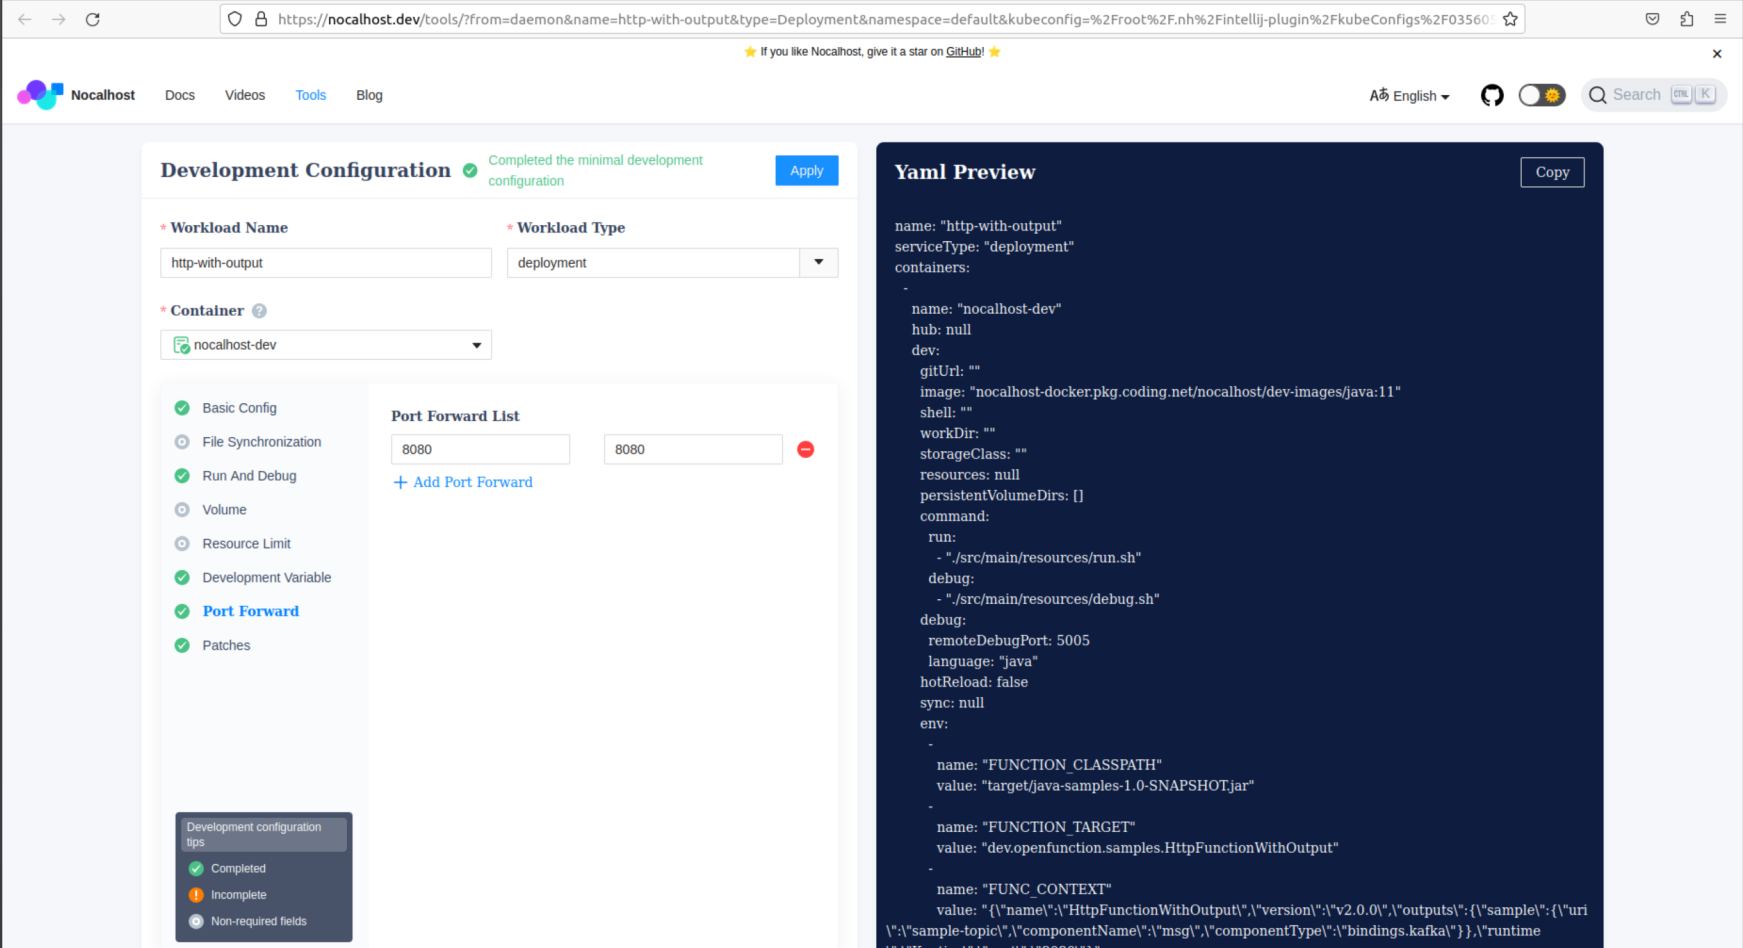 https://nocalhost.dev/tools/?from=daemon&name=http-with-output&type=Deployment&namespace=default&kubeconfig=%2Froot%2F.nh%2Fintellij-plugin%2FkubeConfigs%2F035605
⭐ If you like Nocalhost, give it a star on GitHub! ⭐
Nocalhost Docs Videos Tools Blog
Aあ English
Search CTRL K
Development Configuration
Completed the minimal development
configuration
Apply
* Workload Name
* Workload Type
http-with-output
deployment
* Container ?
nocalhost-dev
Basic Config
File Synchronization
Run And Debug
Volume
Resource Limit
Development Variable
Port Forward
Patches
Port Forward List
8080 8080
+ Add Port Forward
Development configuration
tips
Completed
Incomplete
Non-required fields
Yaml Preview
Copy
name: "http-with-output"
serviceType: "deployment"
containers:
-
name: "nocalhost-dev"
hub: null
dev:
gitUrl: ""
image: "nocalhost-docker.pkg.coding.net/nocalhost/dev-images/java:11"
shell: ""
workDir: ""
storageClass: ""
resources: null
persistentVolumeDirs: []
command:
run:
- "./src/main/resources/run.sh"
debug:
- "./src/main/resources/debug.sh"
debug:
remoteDebugPort: 5005
language: "java"
hotReload: false
sync: null
env:
-
name: "FUNCTION_CLASSPATH"
value: "target/java-samples-1.0-SNAPSHOT.jar"
-
name: "FUNCTION_TARGET"
value: "dev.openfunction.samples.HttpFunctionWithOutput"
-
name: "FUNC_CONTEXT"
value: "{\"name\":\"HttpFunctionWithOutput\",\"version\":\"v2.0.0\",\"outputs\":{\"sample\":{\"uri
\":\"sample-topic\",\"componentName\":\"msg\",\"componentType\":\"bindings.kafka\"}},\"runtime